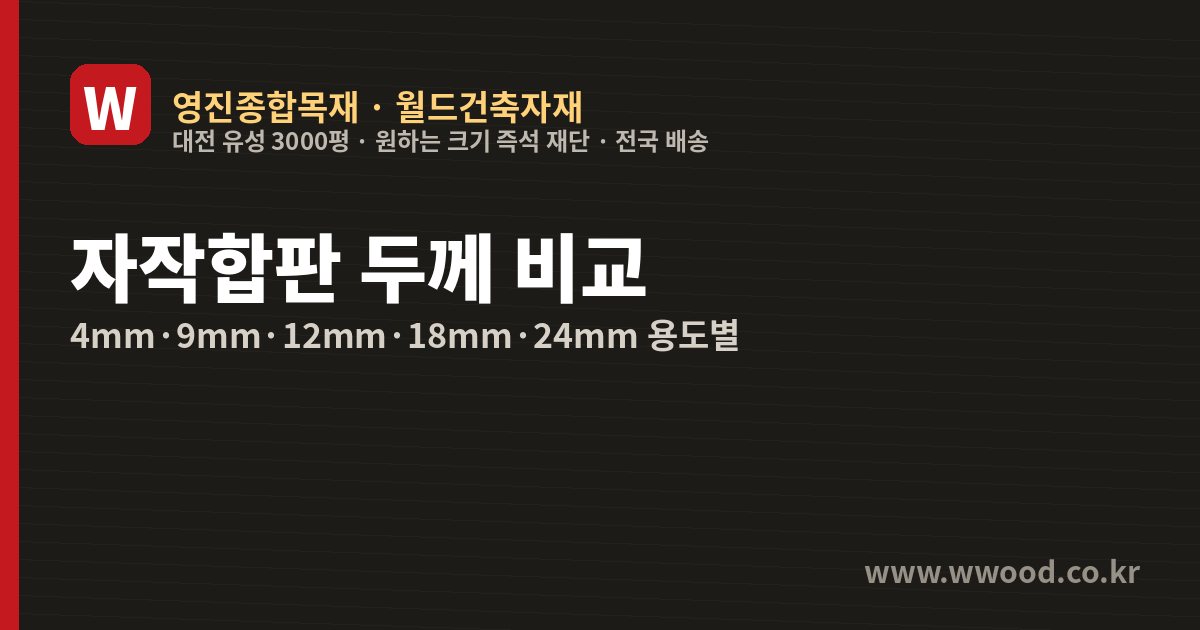 W
영진종합목재 · 월드건축자재
대전 유성 3000평 · 원하는 크기 즉석 재단 · 전국 배송
자작합판 두께 비교
4mm·9mm·12mm·18mm·24mm 용도별
www.wwood.co.kr